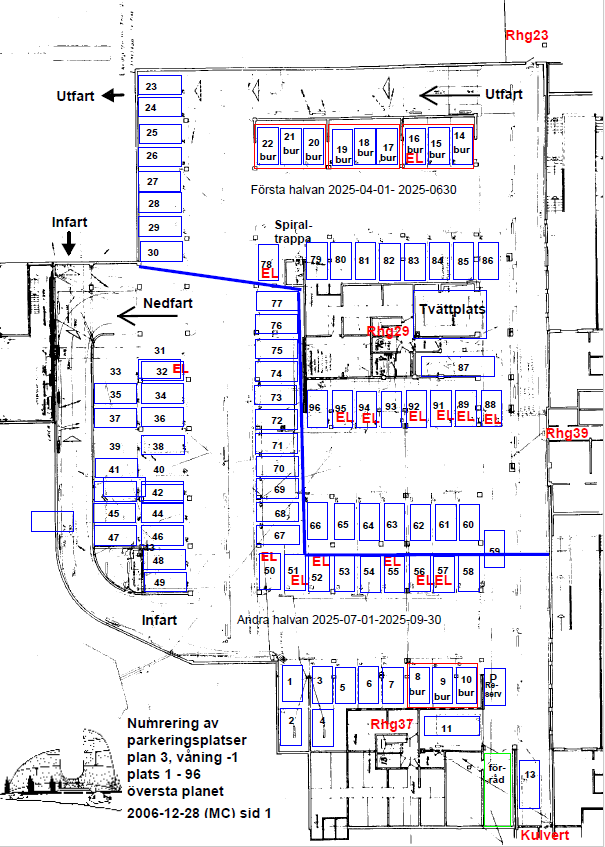 Rhg23
23
24
25
26
27
28
29
30
Utfart
Utfart
22 bur
21 bur
20 bur
19 bur
18 bur
17 bur
16 bur
EL
15 bur
14 bur
Första halvan 2025-04-01- 2025-0630
Infart
Spiral-
trappa
78
EL
79
80
81
82
83
84
85
86
Nedfart
77
76
75
74
73
72
71
70
69
68
67
Tvättplats
Rhg29
87
31
33
32
EL
35
34
37
36
39
38
41
40
42
45
44
47
46
43
48
49
96
95
EL
94
EL
93
92
EL
91
EL
89
EL
88
EL
Rhg39
66
65
64
63
62
61
60
59
EL
50
51
EL
EL
52
53
54
EL
55
56
EL
57
EL
58
Infart
Andra halvan 2025-07-01-2025-09-30
1
3
5
6
7
8
bur
9
bur
10
bur
P
Re-
serv
2
4
Rhg37
11
för-
råd
13
Kulvert
Numrering av
parkeringsplatser
plan 3, våning -1
plats 1 - 96
översta planet
2006-12-28 (MC) sid 1